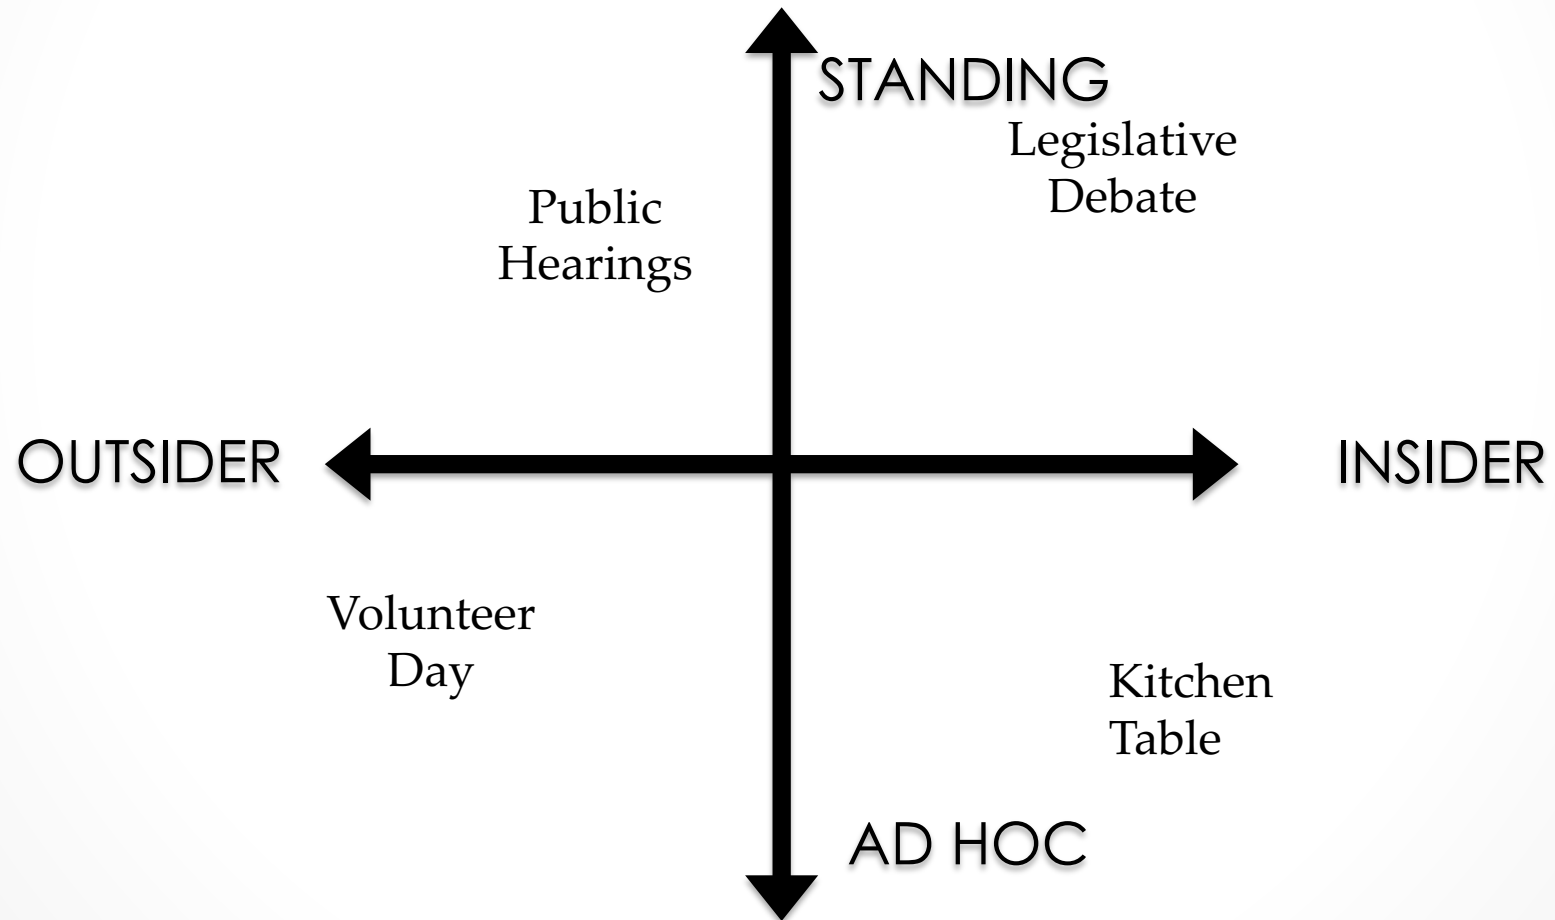 STANDING
Legislative
Debate
Public
Hearings
OUTSIDER
INSIDER
Volunteer
Day
Kitchen
Table
AD HOC